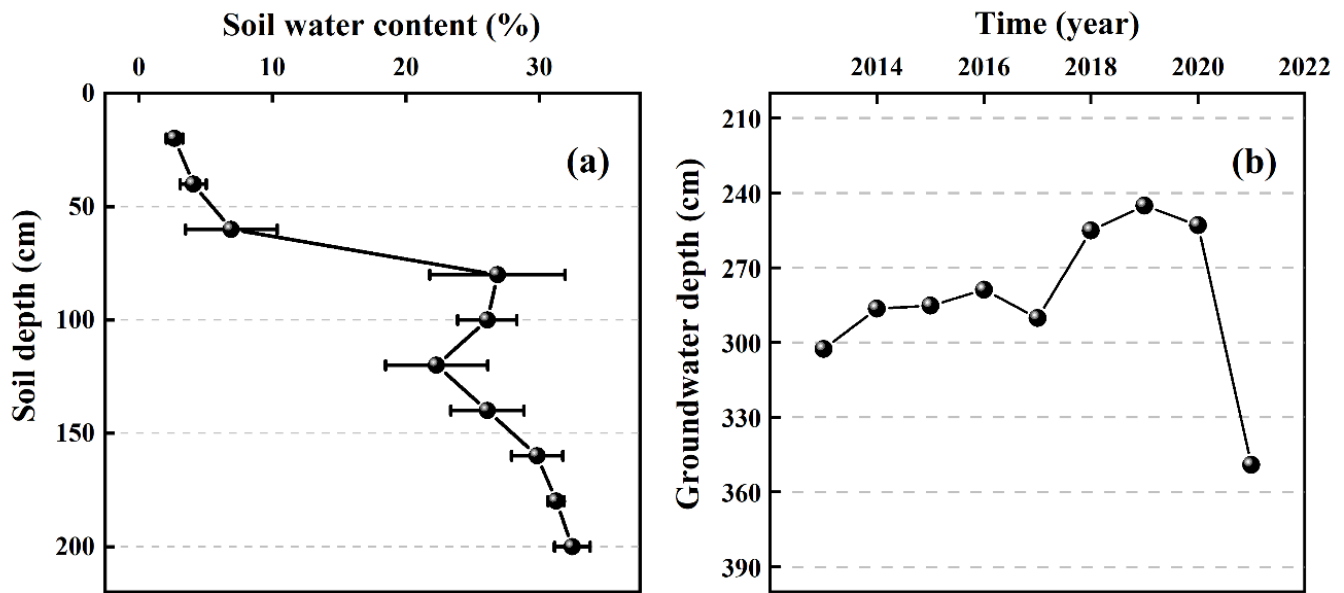 Soil water content (%)
0 10 20 30
0
50
100
150
200
Soil depth (cm)
(a)
Time (year)
2014 2016 2018 2020 2022
210
240
270
300
330
360
390
Groundwater depth (cm)
(b)